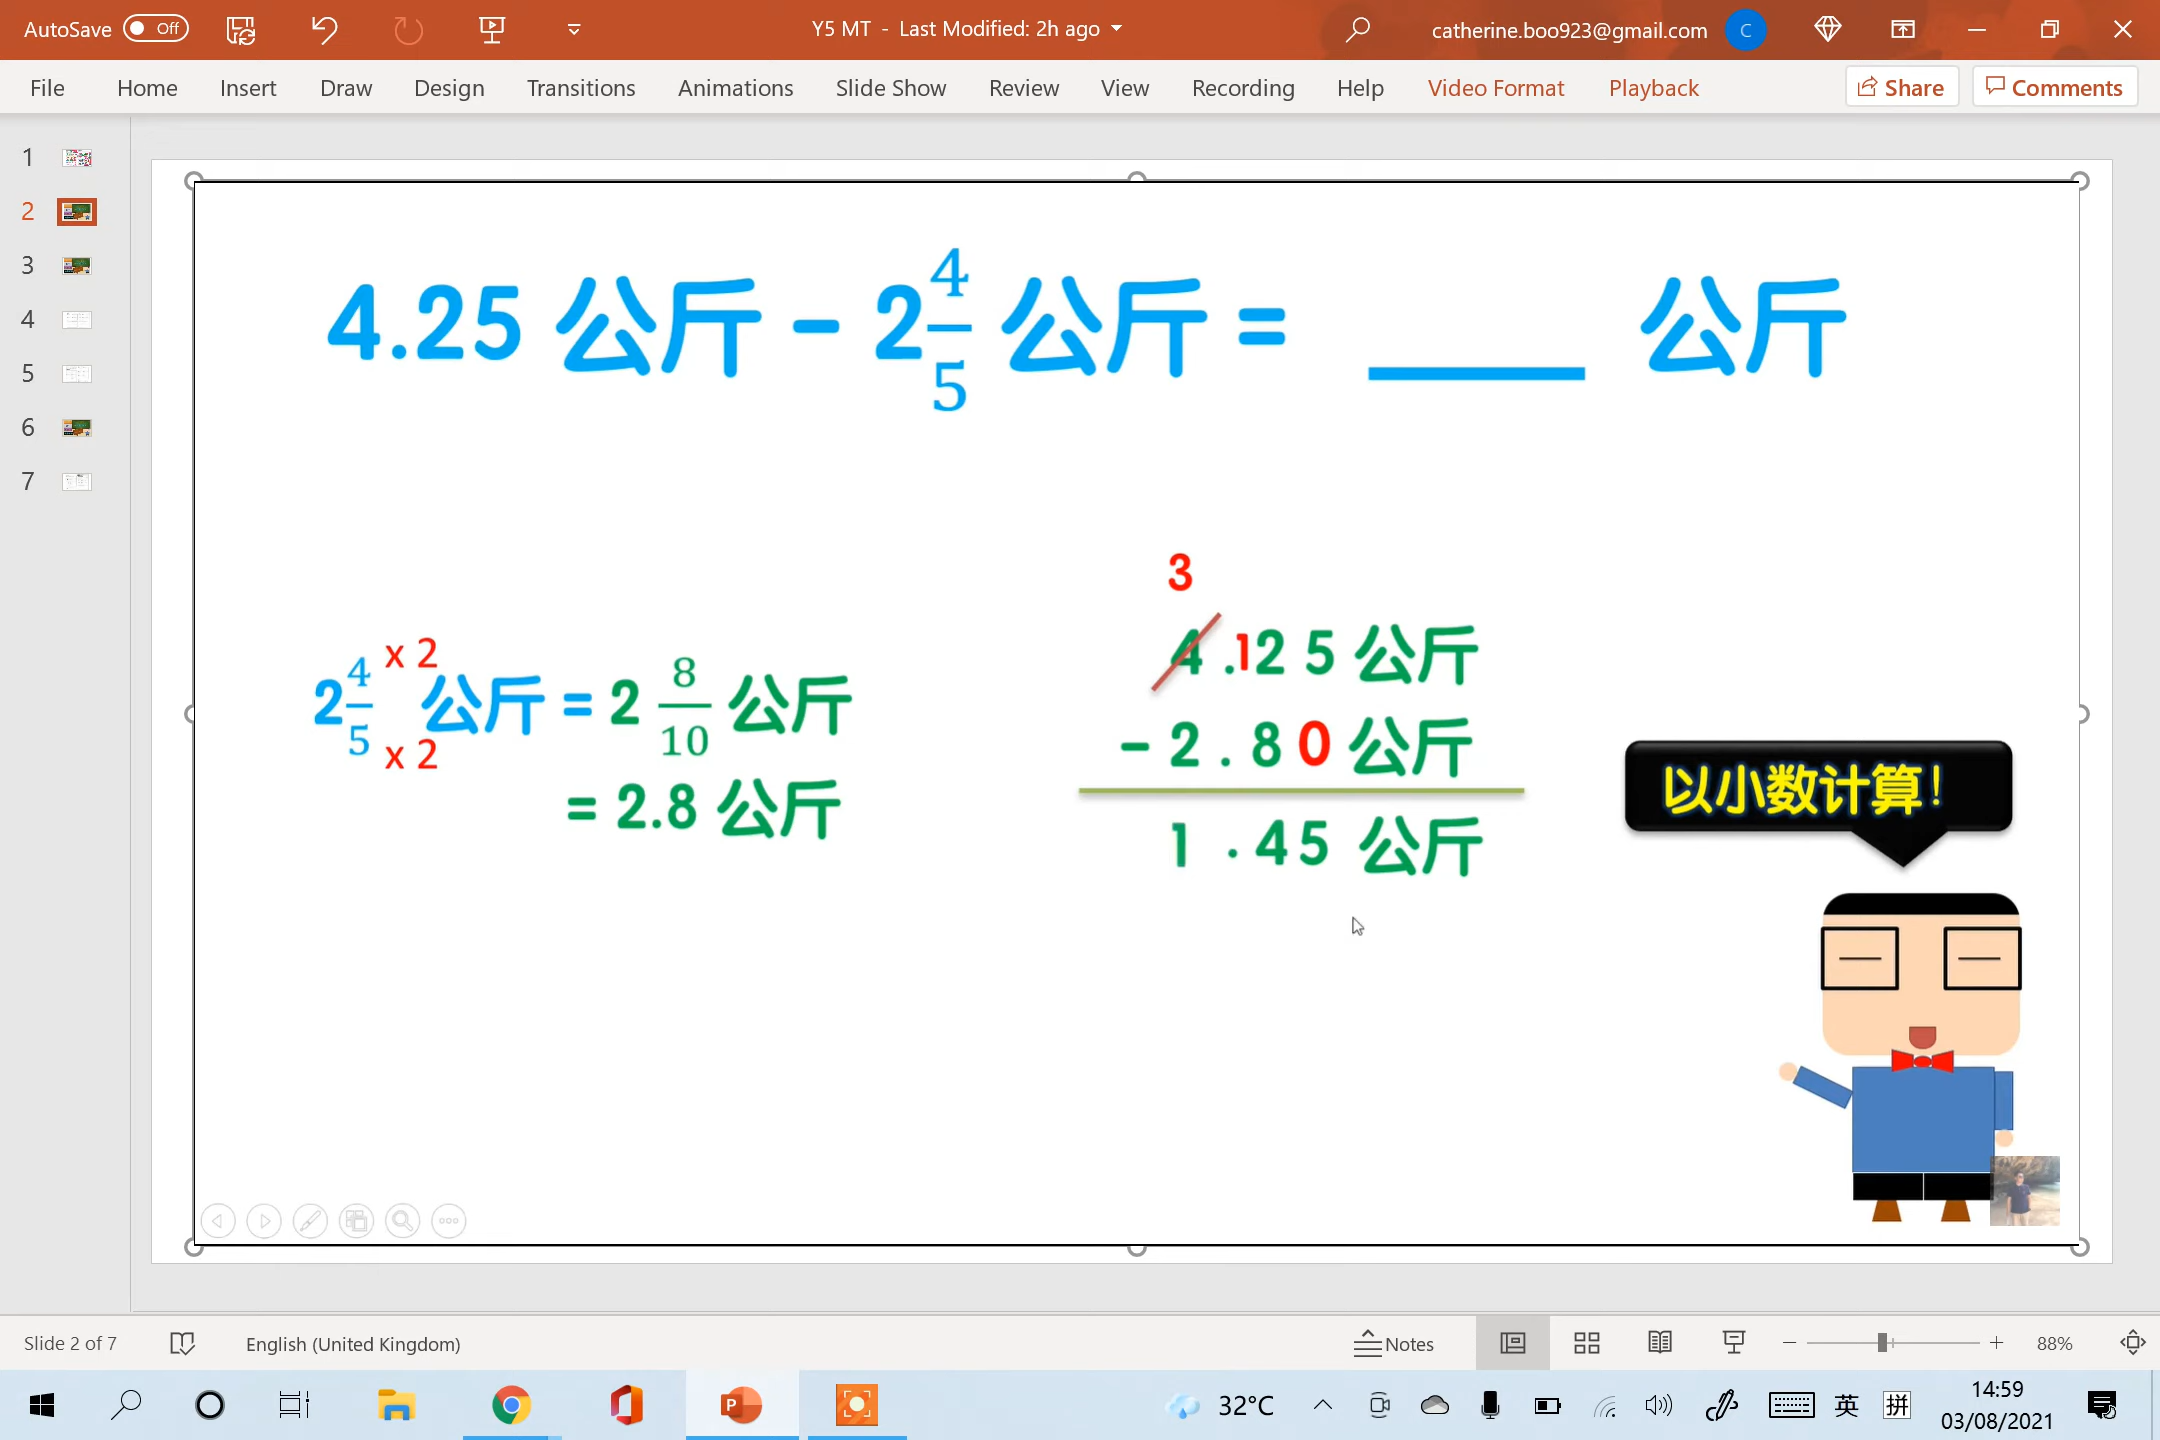 AutoSave Off Y5 MT - Last Modified: 2h ago catherine.boo923@gmail.com C
File Home Insert Draw Design Transitions Animations Slide Show Review View Recording Help Video Format Playback Share Comments
1
2
3
4
5
6
7
4.25 公斤 - 2 4/5 公斤 = ____ 公斤
x 2
2 4/5 公斤 = 2 8/10 公斤
x 2
= 2.8 公斤
3
4 .12 5 公斤
- 2 . 8 0 公斤
1 . 45 公斤
以小数计算!
Slide 2 of 7 English (United Kingdom) Notes 88%
P 32°C 英 拼 14:59
03/08/2021